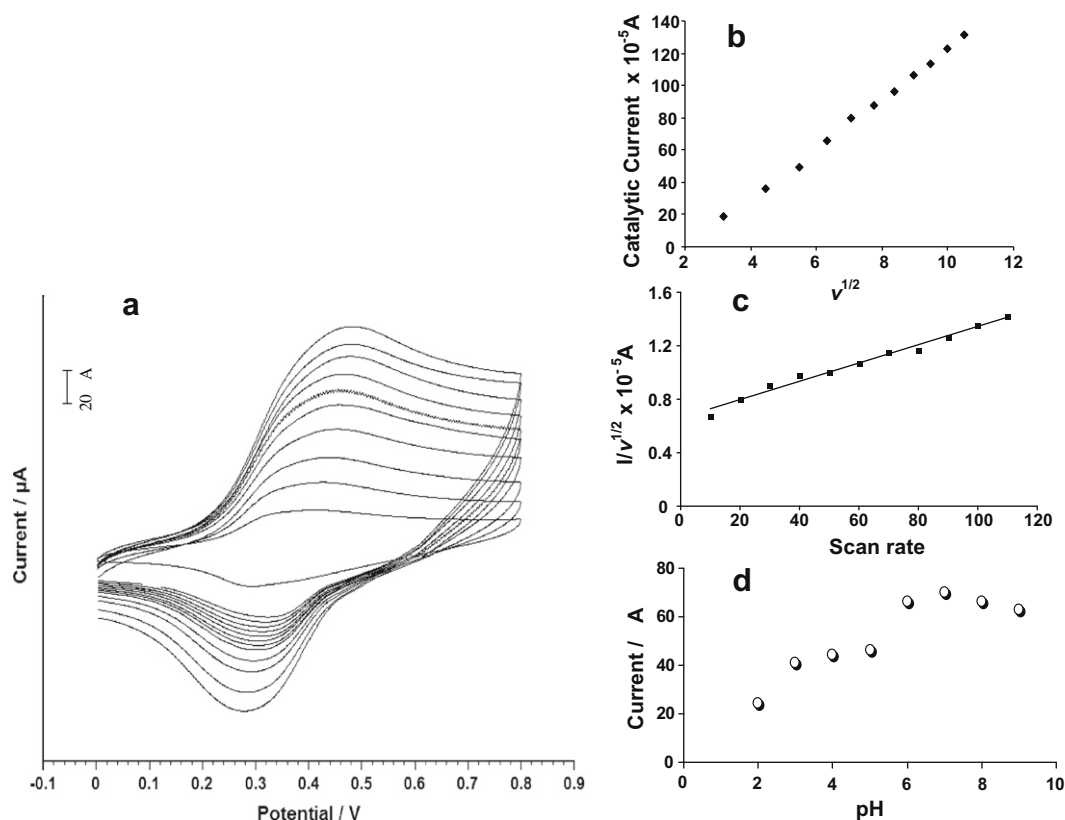 a
20 A
Current / µA
-0.1 0 0.1 0.2 0.3 0.4 0.5 0.6 0.7 0.8 0.9
Potential / V
b
Catalytic Current x 10⁻⁵A
140
120
100
80
60
40
20
0
2 4 6 8 10 12
v¹ᐟ²
c
I/v¹ᐟ² x 10⁻⁵A
1.6
1.2
0.8
0.4
0
0 20 40 60 80 100 120
Scan rate
d
Current / A
80
60
40
20
0
0 2 4 6 8 10
pH